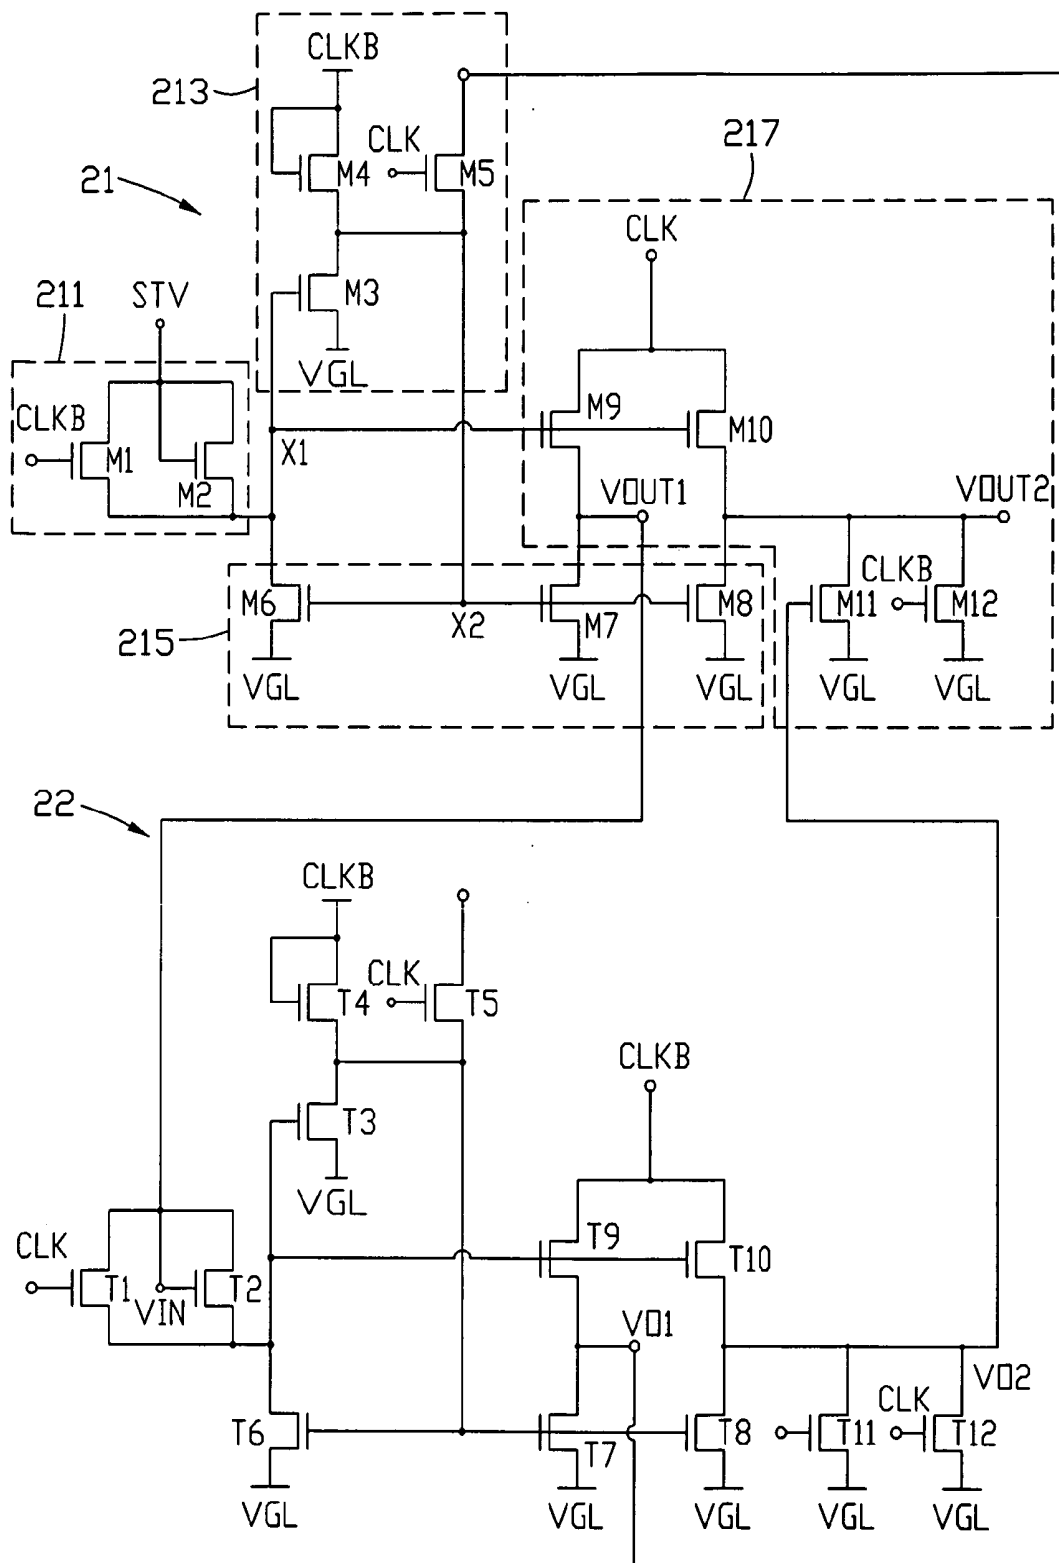 CLKB
213
CLK
M4
M5
217
21
CLK
M3
211
STV
VGL
CLKB
M9
M10
M1
X1
M2
VOUT1
VOUT2
CLKB
M6
M8
M11
M12
X2
M7
215
VGL
VGL
VGL
VGL
VGL
22
CLKB
CLK
T4
T5
CLKB
T3
VGL
CLK
T9
T10
T1
VIN
T2
VO1
VO2
CLK
T6
T8
T11
T12
T7
VGL
VGL
VGL
VGL
VGL